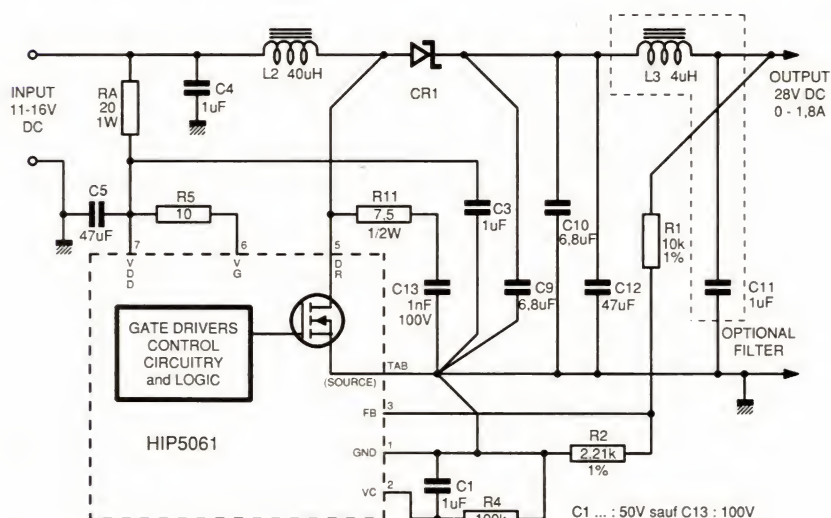 L2 40uH
CR1
L3 4uH
INPUT
11-16V
DC
RA
20
1W
C4
1uF
OUTPUT
28V DC
0 - 1,8A
C5
47uF
R5
10
R11
7,5
1/2W
C3
1uF
C10
6,8uF
R1
10k
1%
7
VDD
6
VG
5
DR
C13
1nF
100V
C9
6,8uF
C12
47uF
C11
1uF
GATE DRIVERS
CONTROL
CIRCUITRY
and LOGIC
OPTIONAL
FILTER
(SOURCE)
TAB
FB
3
HIP5061
GND
1
R2
2,21k
1%
VC
2
C1
1uF
R4
100k
C1 ... : 50V sauf C13 : 100V